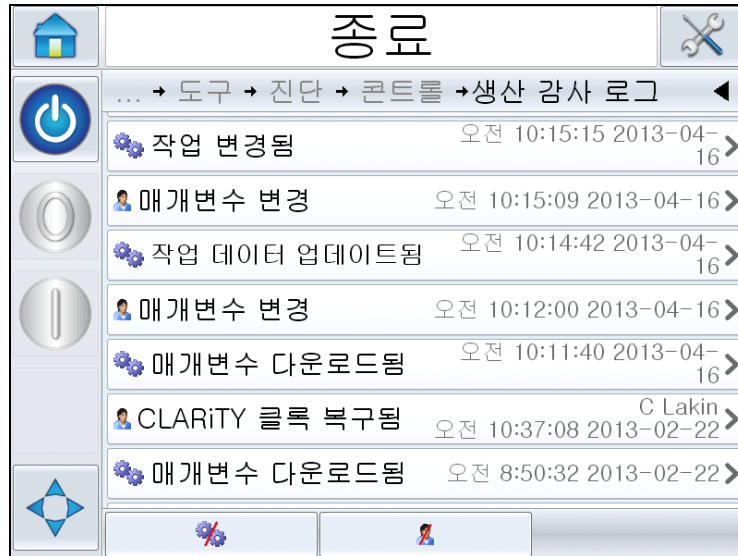 종료
... → 도구 → 진단 → 콘트롤 →생산 감사 로그
작업 변경됨 오전 10:15:15 2013-04-
16
매개변수 변경 오전 10:15:09 2013-04-16
작업 데이터 업데이트됨 오전 10:14:42 2013-04-
16
매개변수 변경 오전 10:12:00 2013-04-16
매개변수 다운로드됨 오전 10:11:40 2013-04-
16
CLARiTY 클록 복구됨 C Lakin
오전 10:37:08 2013-02-22
매개변수 다운로드됨 오전 8:50:32 2013-02-22